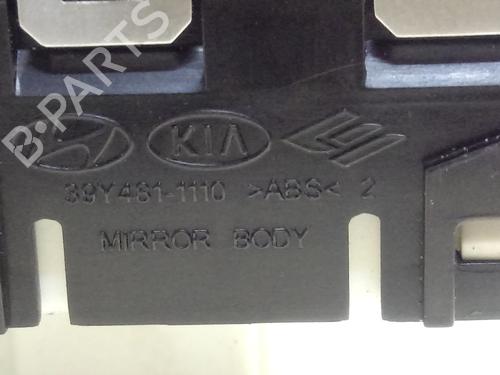 B-PARTS
KIA
39Y481-1110 >ABS< 2
MIRROR BODY